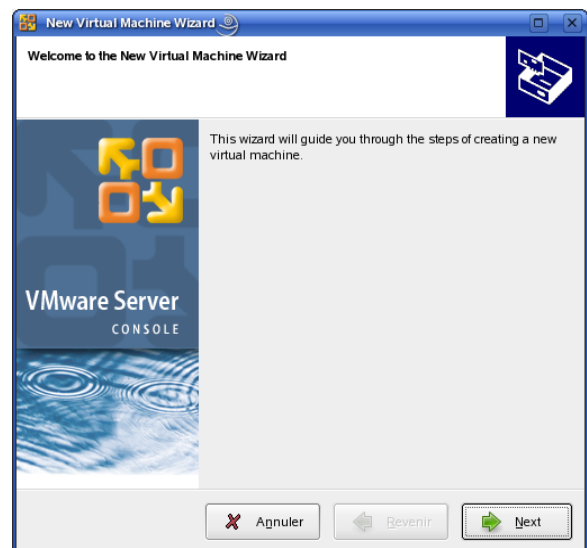 New Virtual Machine Wizard
Welcome to the New Virtual Machine Wizard
This wizard will guide you through the steps of creating a new
virtual machine.
VMware Server
CONSOLE
Annuler
Revenir
Next